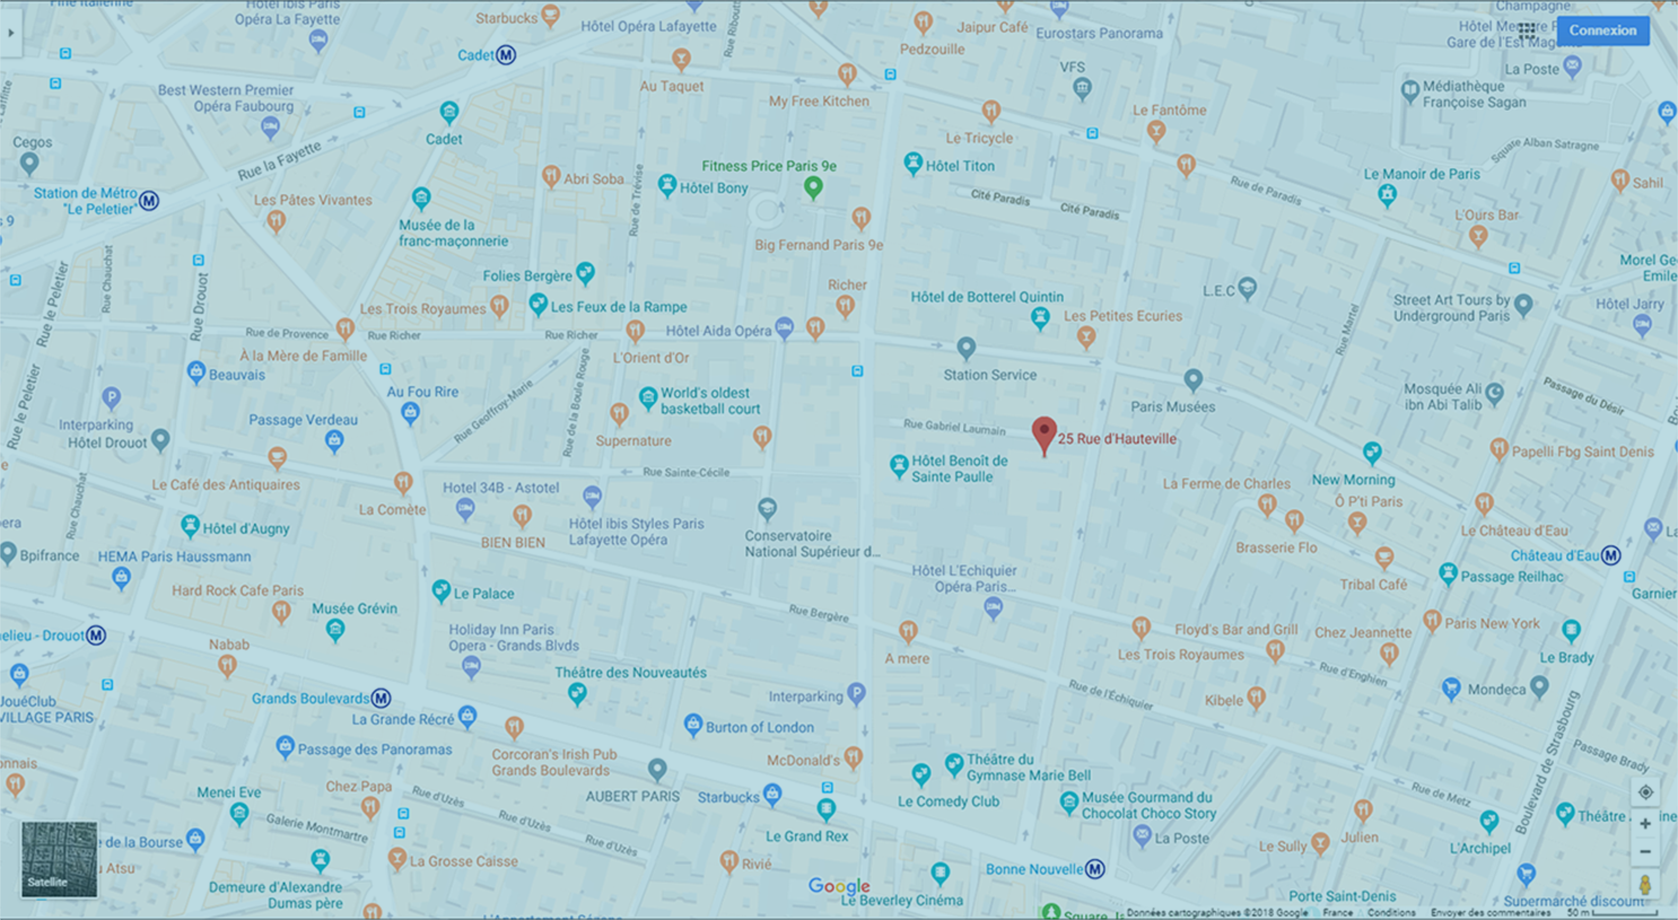 Hôtel ibis Paris
Opéra La Fayette
Starbucks
Hôtel Opéra Lafayette
Pedzouille
Jaipur Café
Eurostars Panorama
Champagne
Gare de l'Est
Connexion
La Poste
Cadet
Au Taquet
My Free Kitchen
VFS
Médiathèque
Françoise Sagan
Best Western Premier
Opéra Faubourg
Cadet
Le Tricycle
Le Fantôme
Square Alban Satragne
Cegos
Rue la Fayette
Station de Métro
"Le Peletier"
Les Pâtes Vivantes
Abri Soba
Rue de Trévise
Hôtel Bony
Fitness Price Paris 9e
Hôtel Titon
Cité Paradis
Cité Paradis
Rue de Paradis
Le Manoir de Paris
Sahil
L'Ours Bar
Musée de la
franc-maçonnerie
Big Fernand Paris 9e
Rue Chauchat
Rue le Peletier
Rue Drouot
Folies Bergère
Les Trois Royaumes
Les Feux de la Rampe
Richer
Hôtel de Botterel Quintin
L.E.C
Street Art Tours by
Underground Paris
Hôtel Jarry
Les Petites Ecuries
Rue Martel
Rue de Provence
Rue Richer
Rue Richer
Hôtel Aida Opéra
À la Mère de Famille
L'Orient d'Or
Beauvais
Station Service
Paris Musées
Mosquée Ali
ibn Abi Talib
Passage du Désir
Rue le Peletier
Interparking
Hôtel Drouot
Passage Verdeau
Au Fou Rire
Rue Geoffroy-Marie
Rue de la Boule Rouge
World's oldest
basketball court
Supernature
Rue Gabriel Laumain
25 Rue d'Hauteville
Hôtel Benoît de
Sainte Paulle
New Morning
Papelli Fbg Saint Denis
Le Café des Antiquaires
La Comète
Rue Sainte-Cécile
Hotel 34B - Astotel
BIEN BIEN
Hôtel ibis Styles Paris
Lafayette Opéra
Conservatoire
National Supérieur d...
La Ferme de Charles
Ô P'ti Paris
Brasserie Flo
Tribal Café
Le Château d'Eau
Château d'Eau
Rue Chauchat
Hôtel d'Augny
Bpifrance
HEMA Paris Haussmann
Hard Rock Cafe Paris
Musée Grévin
Le Palace
Hôtel L'Echiquier
Opéra Paris...
Passage Reilhac
Garnier
Rue Bergère
Holiday Inn Paris
Opera - Grands Blvds
Nabab
A mere
Floyd's Bar and Grill
Les Trois Royaumes
Chez Jeannette
Paris New York
Le Brady
Rue d'Enghien
elieu - Drouot
JouéClub
VILLAGE PARIS
Grands Boulevards
La Grande Récré
Théâtre des Nouveautés
Interparking
Rue de l'Échiquier
Kibele
Mondeca
Passage des Panoramas
Corcoran's Irish Pub
Grands Boulevards
Burton of London
McDonald's
Théâtre du
Gymnase Marie Bell
Boulevard de Strasbourg
Passage Brady
Menei Eve
Chez Papa
Rue d'Uzès
Rue d'Uzès
Rue d'Uzès
AUBERT PARIS
Starbucks
Le Grand Rex
Le Comedy Club
Musée Gourmand du
Chocolat Choco Story
La Poste
Rue de Metz
Julien
Le Sully
L'Archipel
Théâtre
Galerie Montmartre
e de la Bourse
Atsu
Satellite
Demeure d'Alexandre
Dumas père
La Grosse Caisse
Rivié
Google
Le Beverley Cinéma
Bonne Nouvelle
Porte Saint-Denis
Supermarché discount
Données cartographiques ©2018 Google France Conditions Envoyer des commentaires 50 m